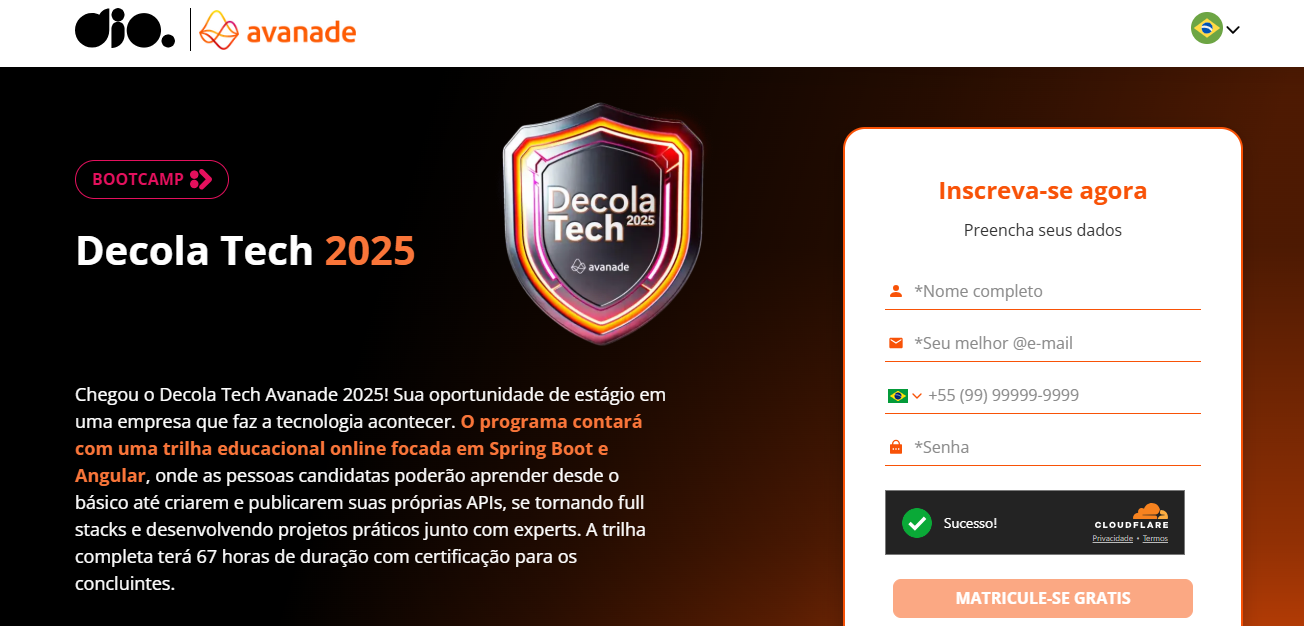 dio. avanade
BOOTCAMP
Decola Tech 2025
Decola
Tech 2025
avanade
Chegou o Decola Tech Avanade 2025! Sua oportunidade de estágio em
uma empresa que faz a tecnologia acontecer. O programa contará
com uma trilha educacional online focada em Spring Boot e
Angular, onde as pessoas candidatas poderão aprender desde o
básico até criarem e publicarem suas próprias APIs, se tornando full
stacks e desenvolvendo projetos práticos junto com experts. A trilha
completa terá 67 horas de duração com certificação para os
concluintes.
Inscreva-se agora
Preencha seus dados
*Nome completo
*Seu melhor @e-mail
+55 (99) 99999-9999
*Senha
Sucesso!
CLOUDFLARE
Privacidade • Termos
MATRICULE-SE GRATIS